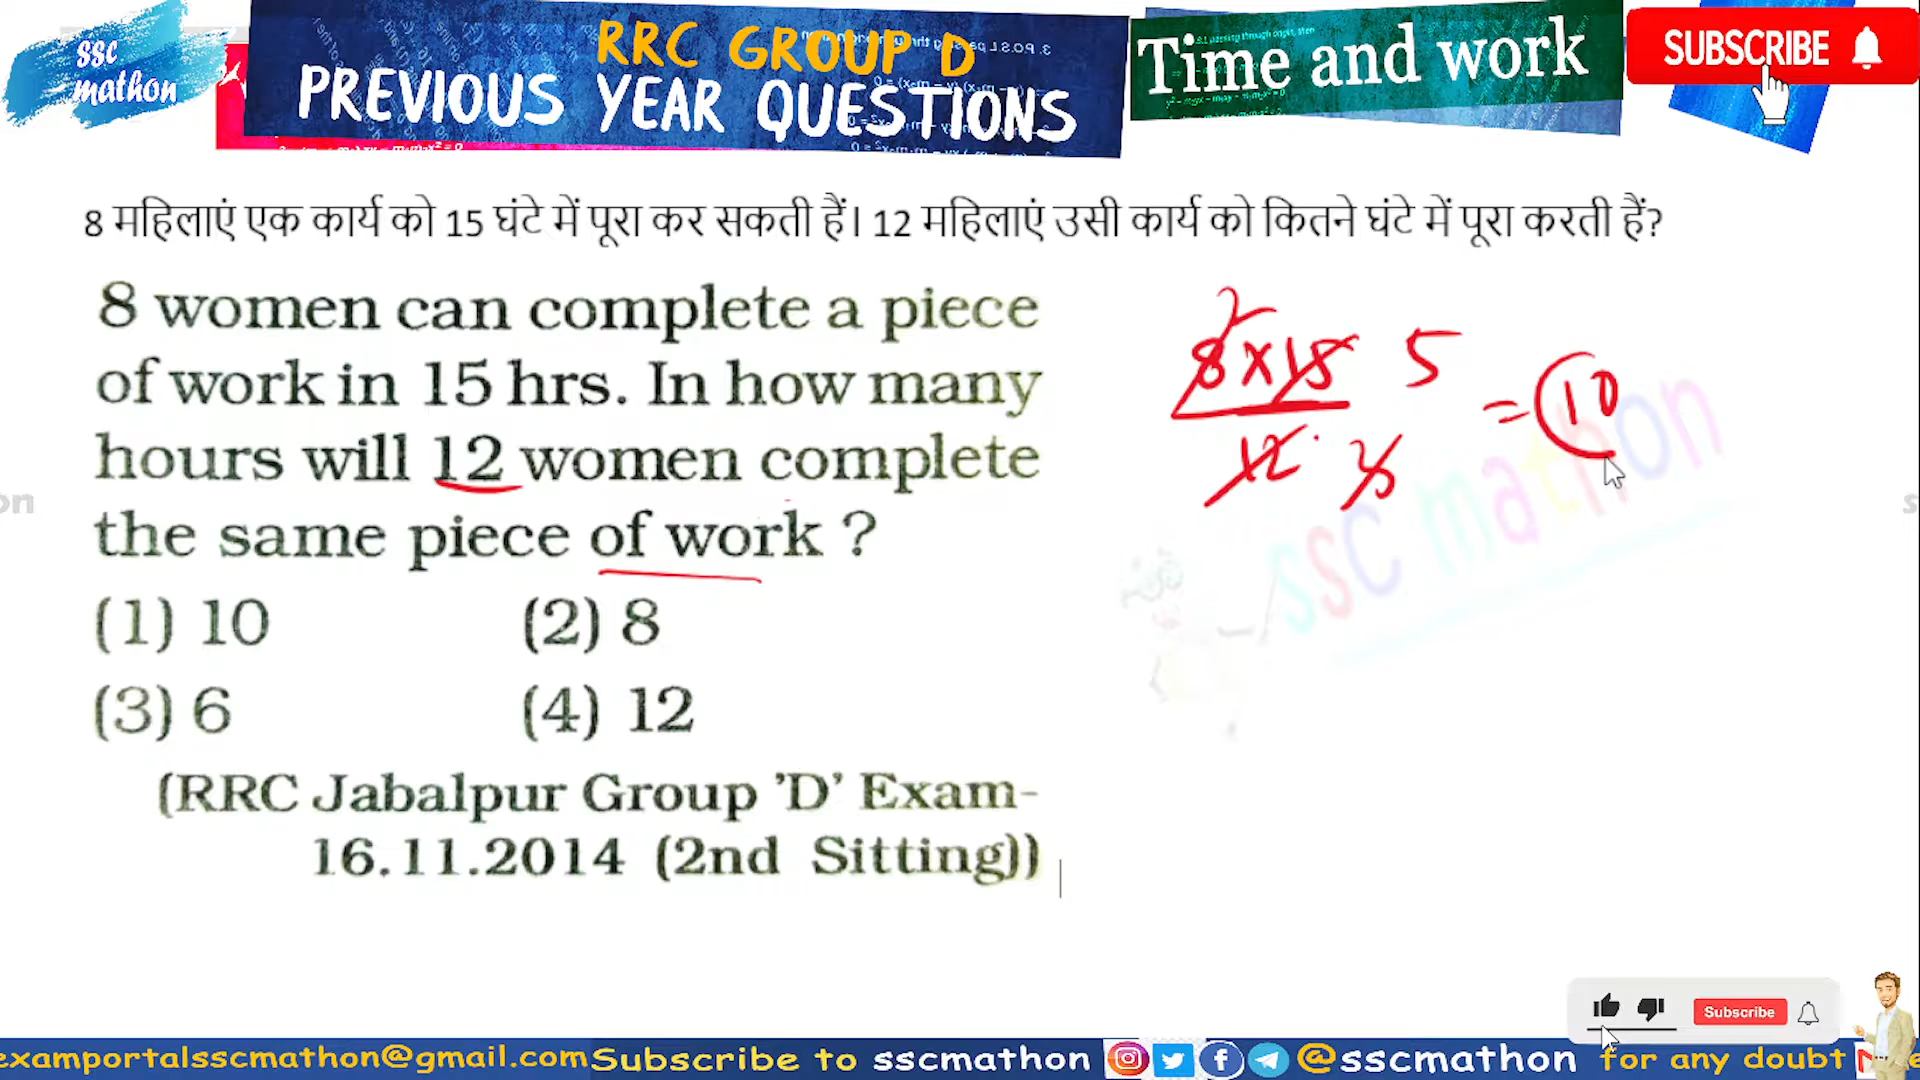 ssc
mathon
RRC GROUP D
PREVIOUS YEAR QUESTIONS
Time and work
SUBSCRIBE
8 महिलाएं एक कार्य को 15 घंटे में पूरा कर सकती हैं। 12 महिलाएं उसी कार्य को कितने घंटे में पूरा करती हैं?
8 women can complete a piece
of work in 15 hrs. In how many
hours will 12 women complete
the same piece of work ?
(1) 10 (2) 8
(3) 6 (4) 12
(RRC Jabalpur Group 'D' Exam-
16.11.2014 (2nd Sitting))
2
8 x 15 5
= 10
12 3
ssc mathon
on
Subscribe
examportalsscmathon@gmail.com Subscribe to sscmathon @sscmathon for any doubt